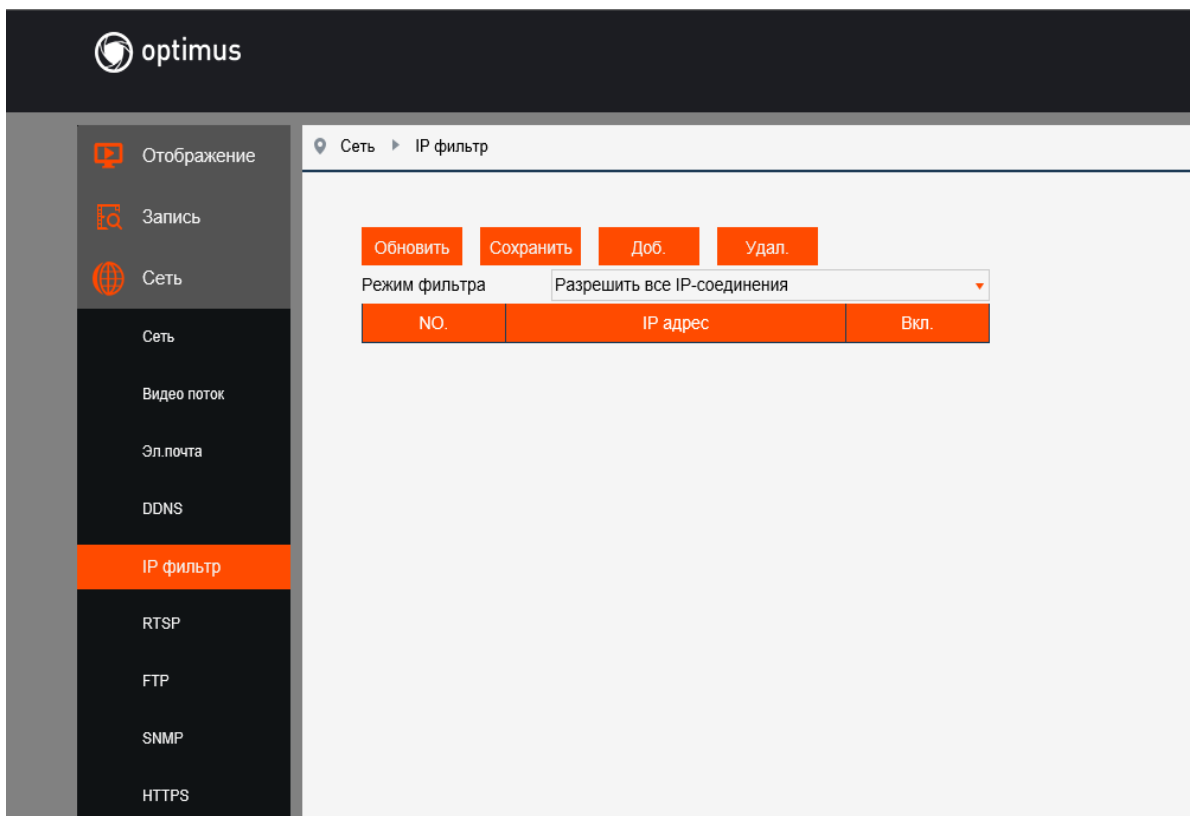 optimus
Отображение
Запись
Сеть
Сеть
Видео поток
Эл.почта
DDNS
IP фильтр
RTSP
FTP
SNMP
HTTPS
Сеть IP фильтр
Обновить Сохранить Доб. Удал.
Режим фильтра Разрешить все IP-соединения
NO. IP адрес Вкл.